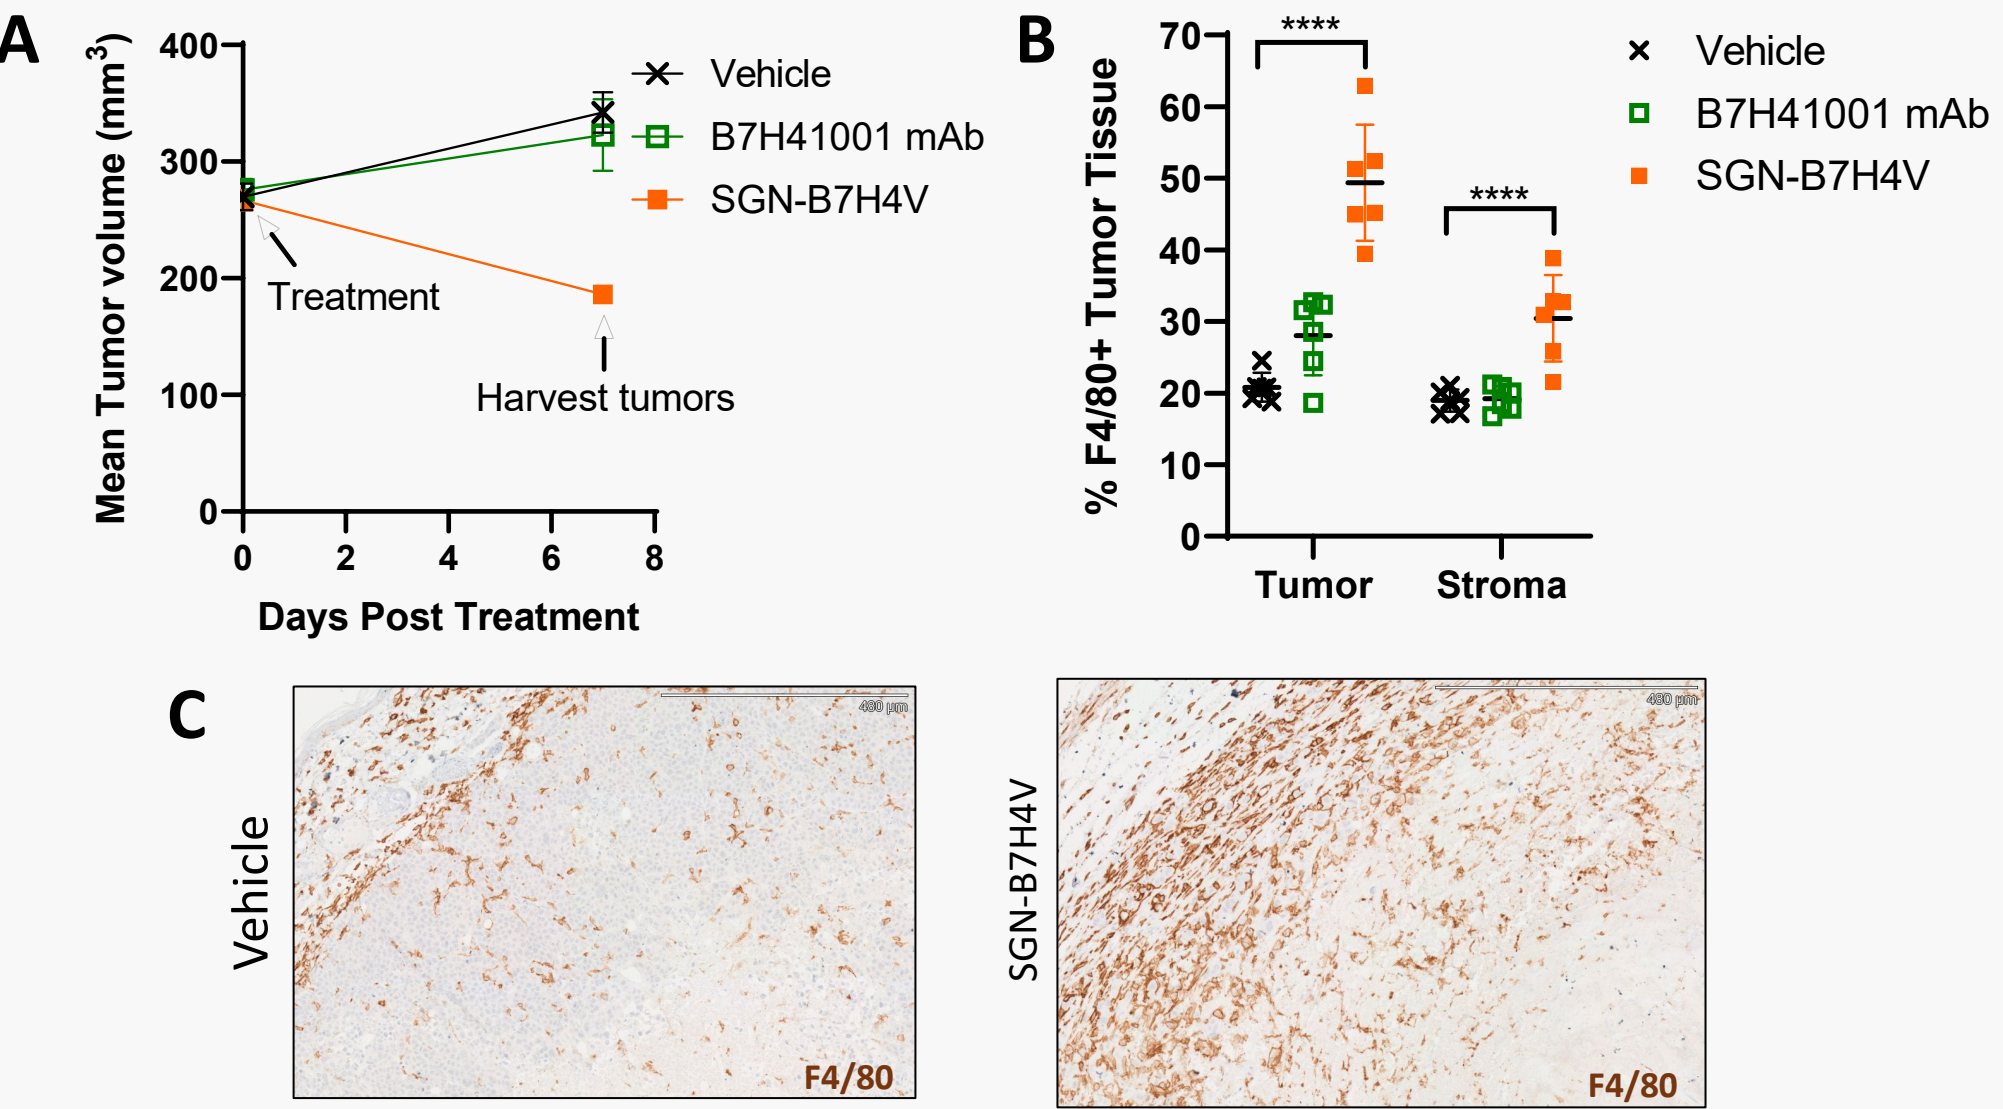 A
Mean Tumor volume (mm³)
400
300
200
100
0
0 2 4 6 8
Days Post Treatment
Treatment
Harvest tumors
Vehicle
B7H41001 mAb
SGN-B7H4V
B
% F4/80+ Tumor Tissue
70
60
50
40
30
20
10
0
****
****
Tumor Stroma
Vehicle
B7H41001 mAb
SGN-B7H4V
C
Vehicle
480 µm
F4/80
SGN-B7H4V
480 µm
F4/80